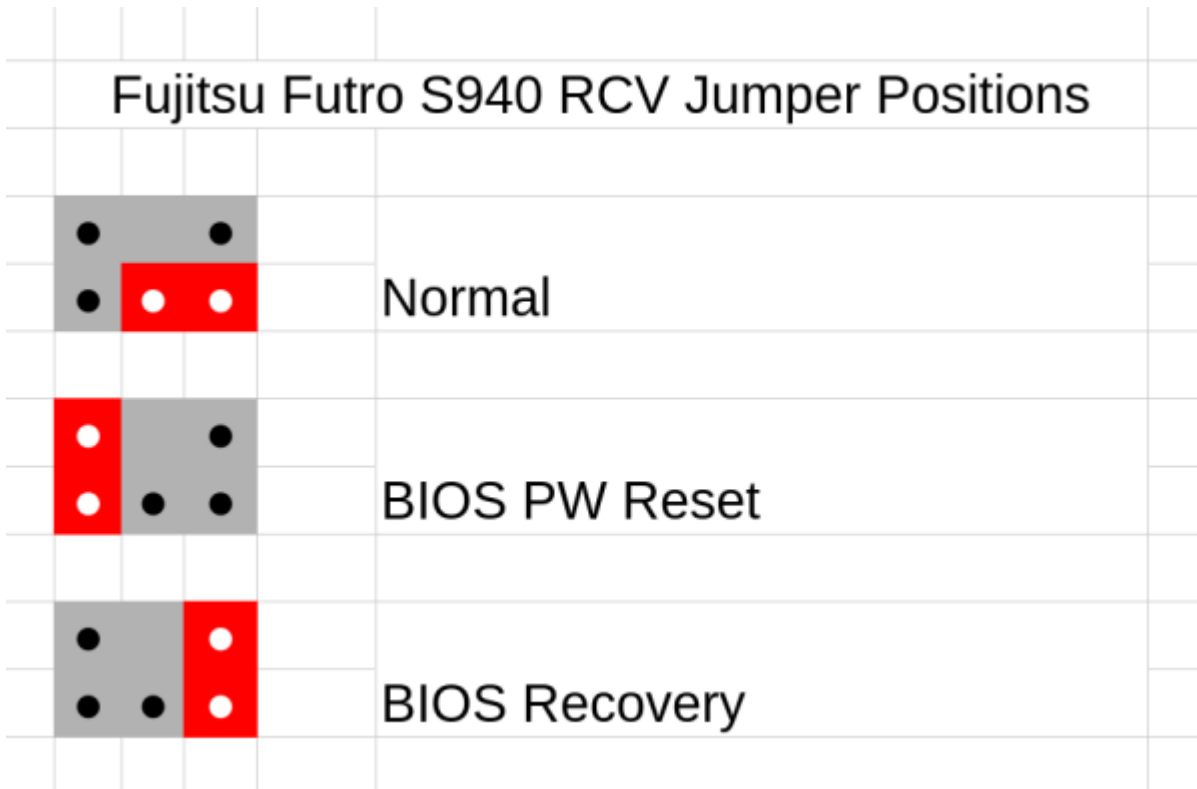 Fujitsu Futro S940 RCV Jumper Positions
Normal
BIOS PW Reset
BIOS Recovery